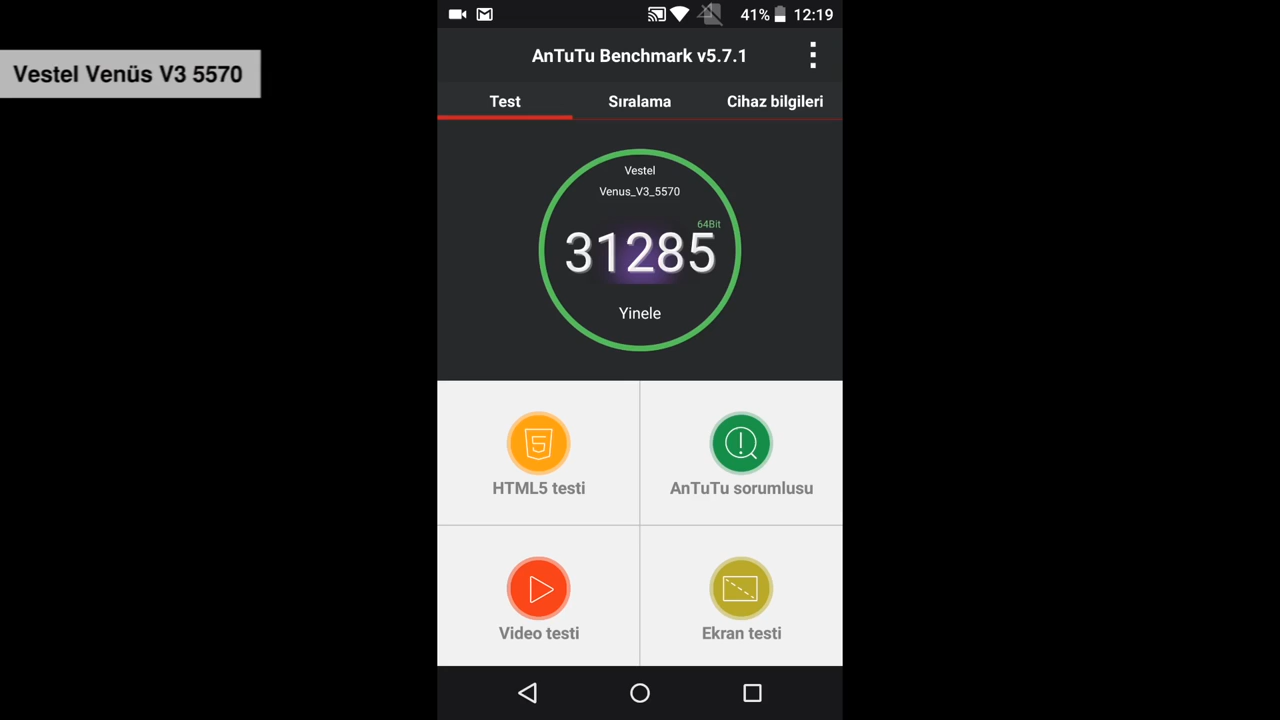 Vestel Venüs V3 5570
41% 12:19
AnTuTu Benchmark v5.7.1
Test Sıralama Cihaz bilgileri
Vestel
Venus_V3_5570
64Bit
31285
Yinele
HTML5 testi AnTuTu sorumlusu
Video testi Ekran testi